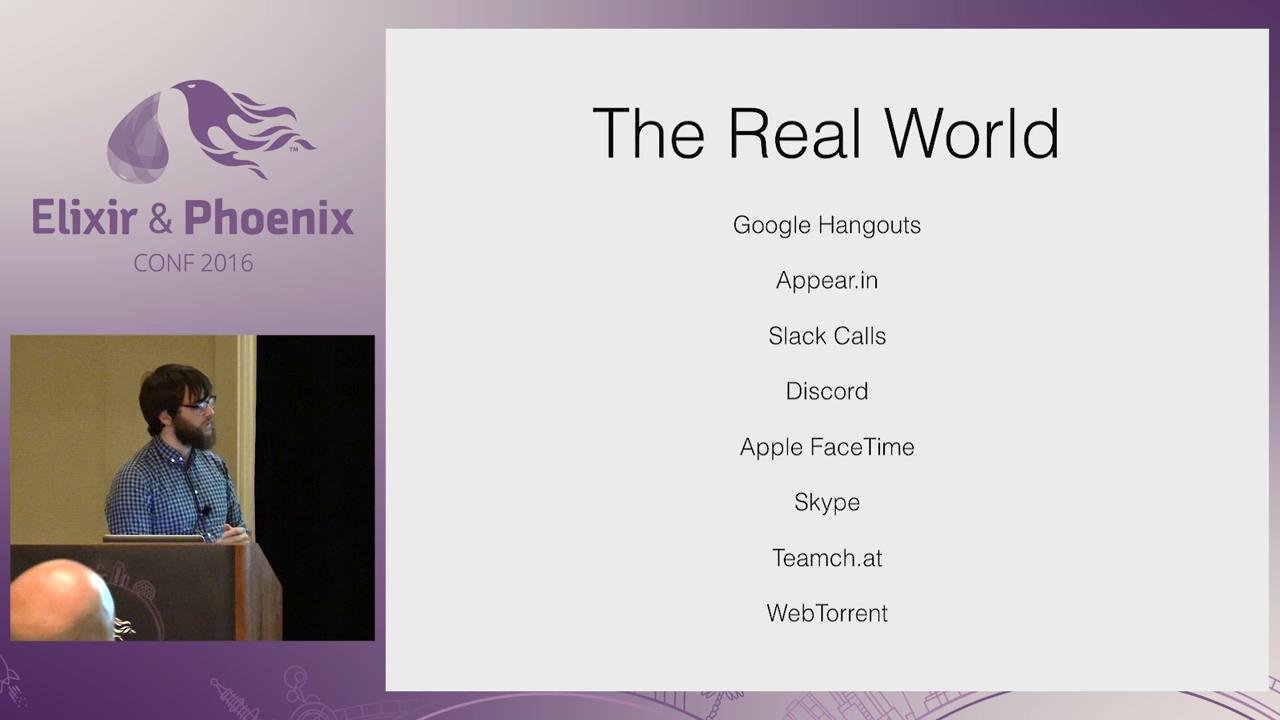 Elixir & Phoenix
CONF 2016
TM
The Real World
Google Hangouts
Appear.in
Slack Calls
Discord
Apple FaceTime
Skype
Teamch.at
WebTorrent